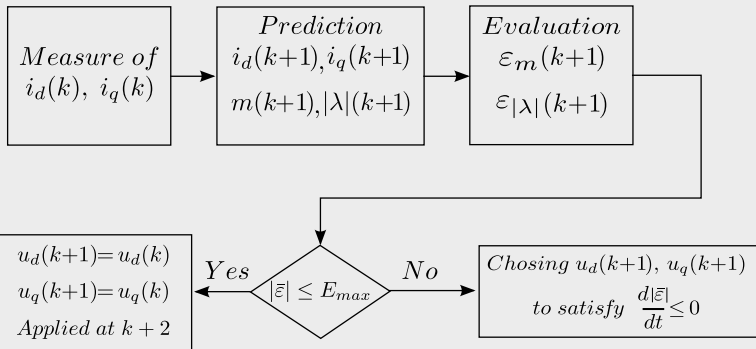 Measure of
i_d(k), i_q(k)
Prediction
i_d(k+1),i_q(k+1)
m(k+1),|λ|(k+1)
Evaluation
ε_m(k+1)
ε_|λ|(k+1)
u_d(k+1)=u_d(k)
u_q(k+1)=u_q(k)
Applied at k + 2
Yes
|ε̄| ≤ E_max
No
Chosing u_d(k+1), u_q(k+1)
to satisfy d|ε̄|/dt ≤ 0